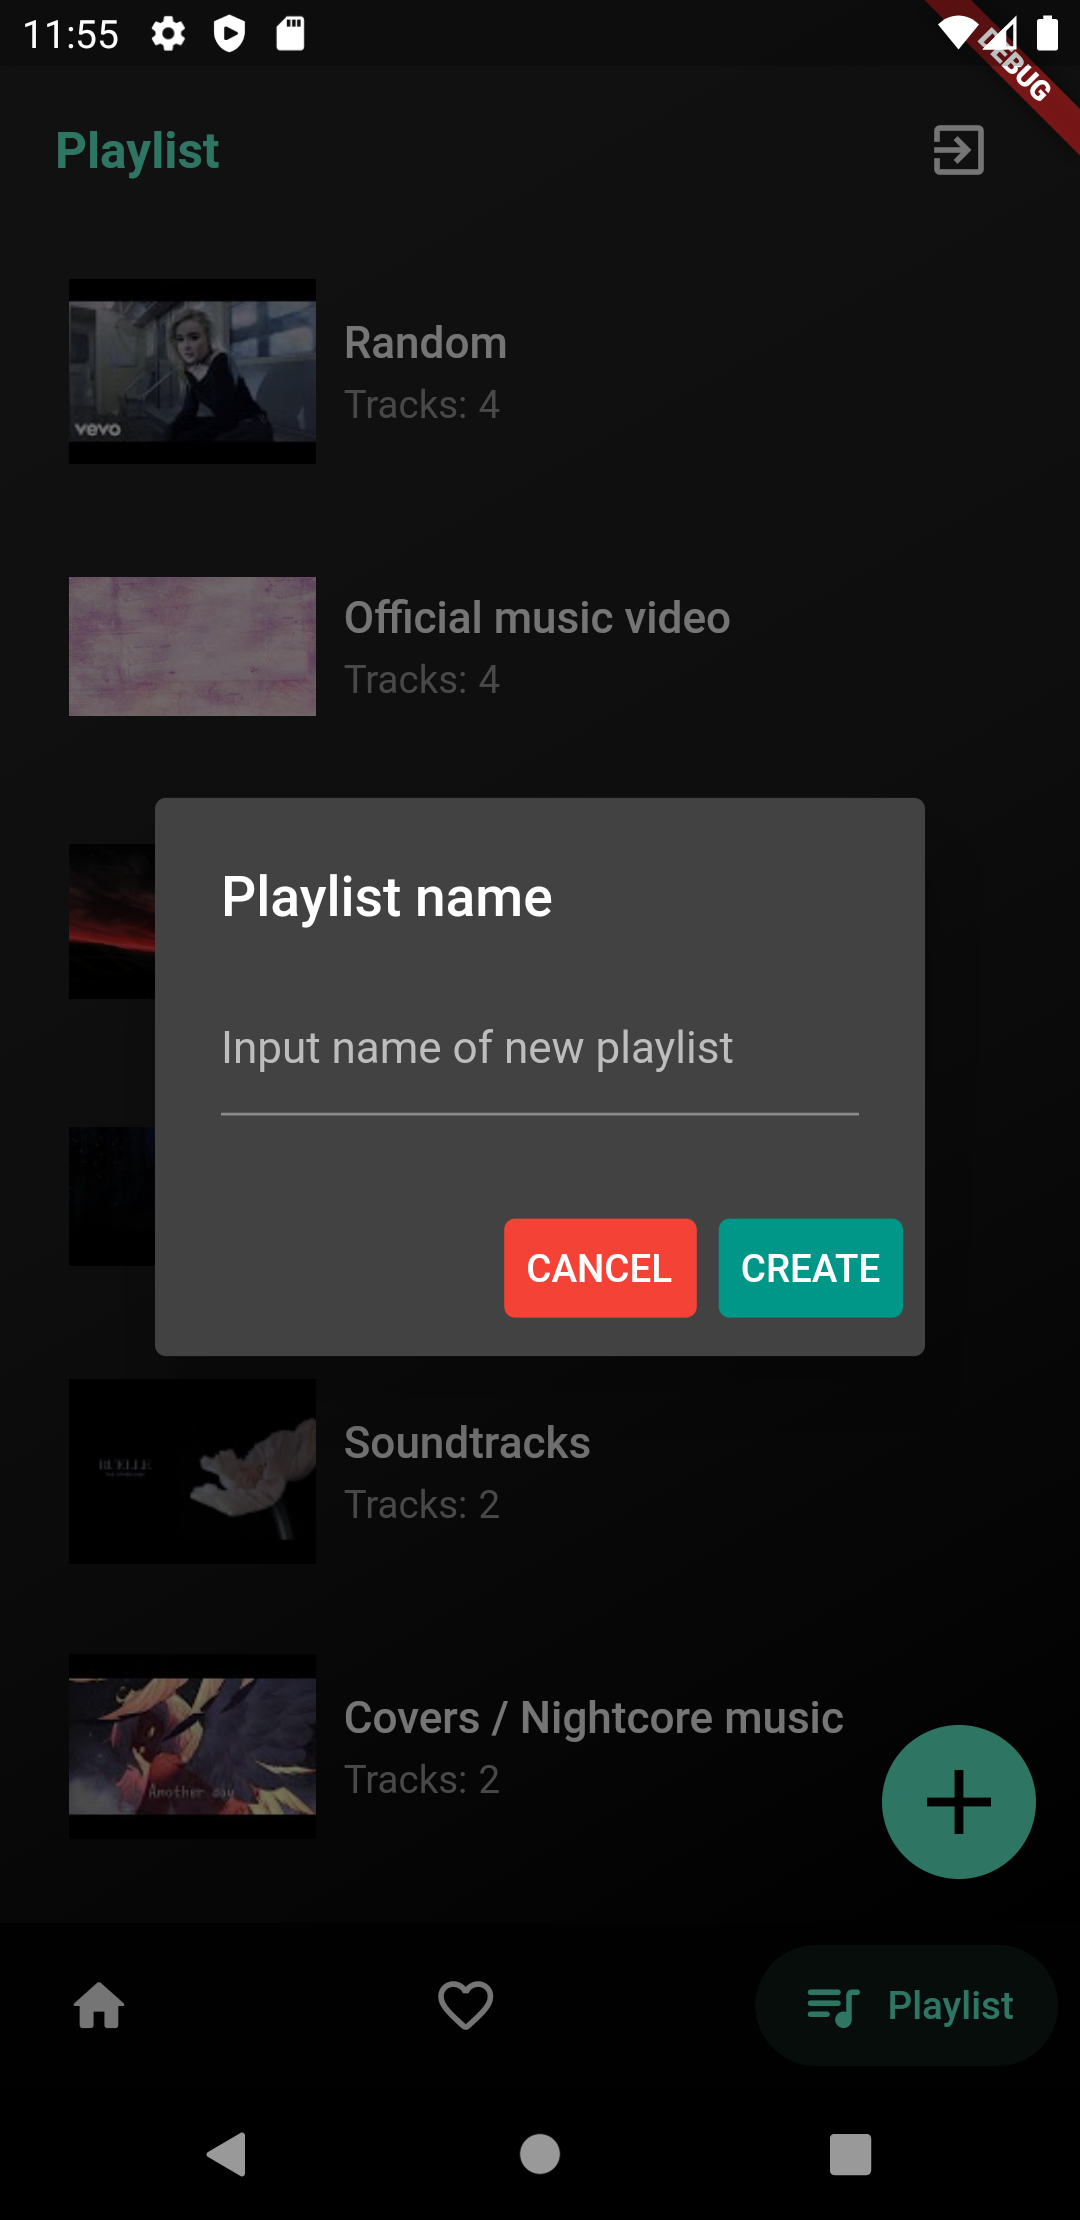 11:55
DEBUG
Playlist
vevo
Random
Tracks: 4
Official music video
Tracks: 4
Playlist name
Input name of new playlist
CANCEL
CREATE
RUELLE
Soundtracks
Tracks: 2
Another day
Covers / Nightcore music
Tracks: 2
Playlist